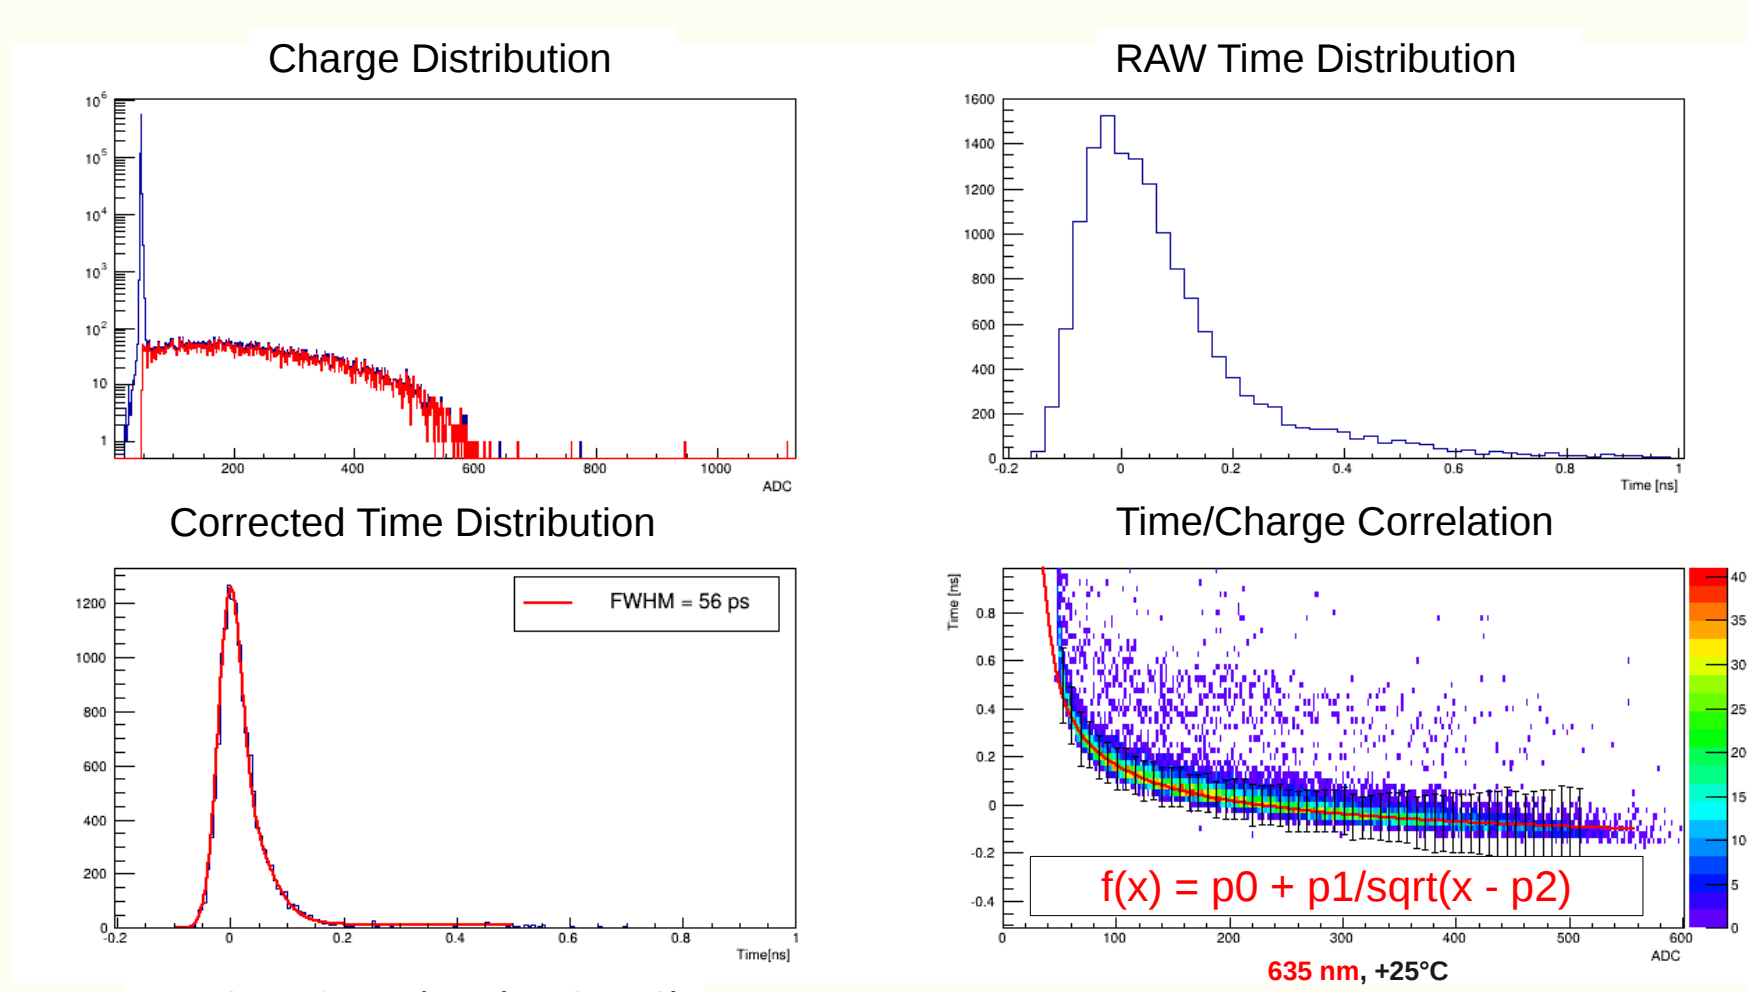 Charge Distribution
10^6
10^5
10^4
10^3
10^2
10
1
200 400 600 800 1000
ADC
RAW Time Distribution
1600
1400
1200
1000
800
600
400
200
0
-0.2 0 0.2 0.4 0.6 0.8 1
Time [ns]
Corrected Time Distribution
FWHM = 56 ps
1200
1000
800
600
400
200
0
-0.2 0 0.2 0.4 0.6 0.8 1
Time[ns]
Time/Charge Correlation
Time [ns]
0.8
0.6
0.4
0.2
0
-0.2
-0.4
f(x) = p0 + p1/sqrt(x - p2)
0 100 200 300 400 500 600
ADC
40
35
30
25
20
15
10
5
0
635 nm, +25°C